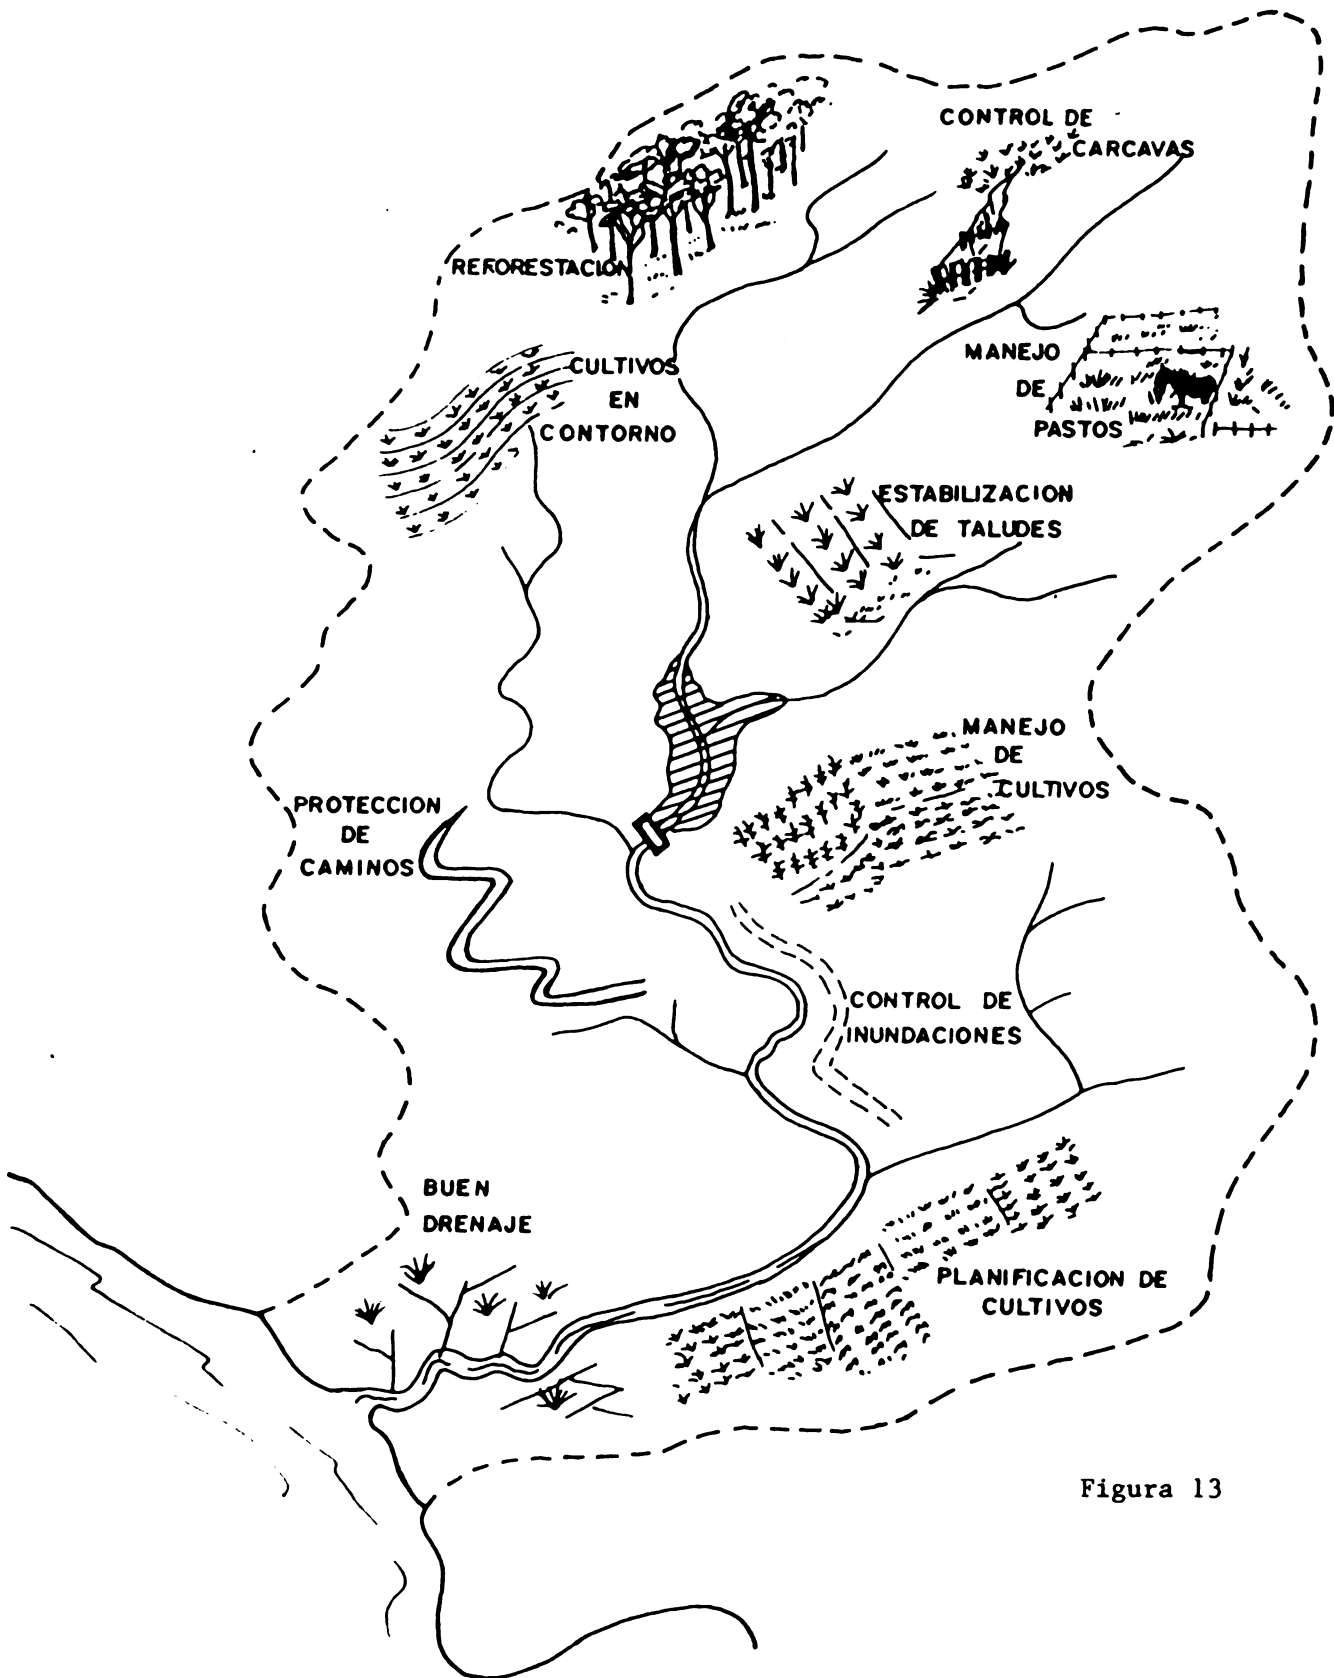 CONTROL DE
CARCAVAS
REFORESTACION
MANEJO
DE
PASTOS
CULTIVOS
EN
CONTORNO
ESTABILIZACION
DE TALUDES
MANEJO
DE
CULTIVOS
PROTECCION
DE
CAMINOS
CONTROL DE
INUNDACIONES
BUEN
DRENAJE
PLANIFICACION DE
CULTIVOS
Figura 13